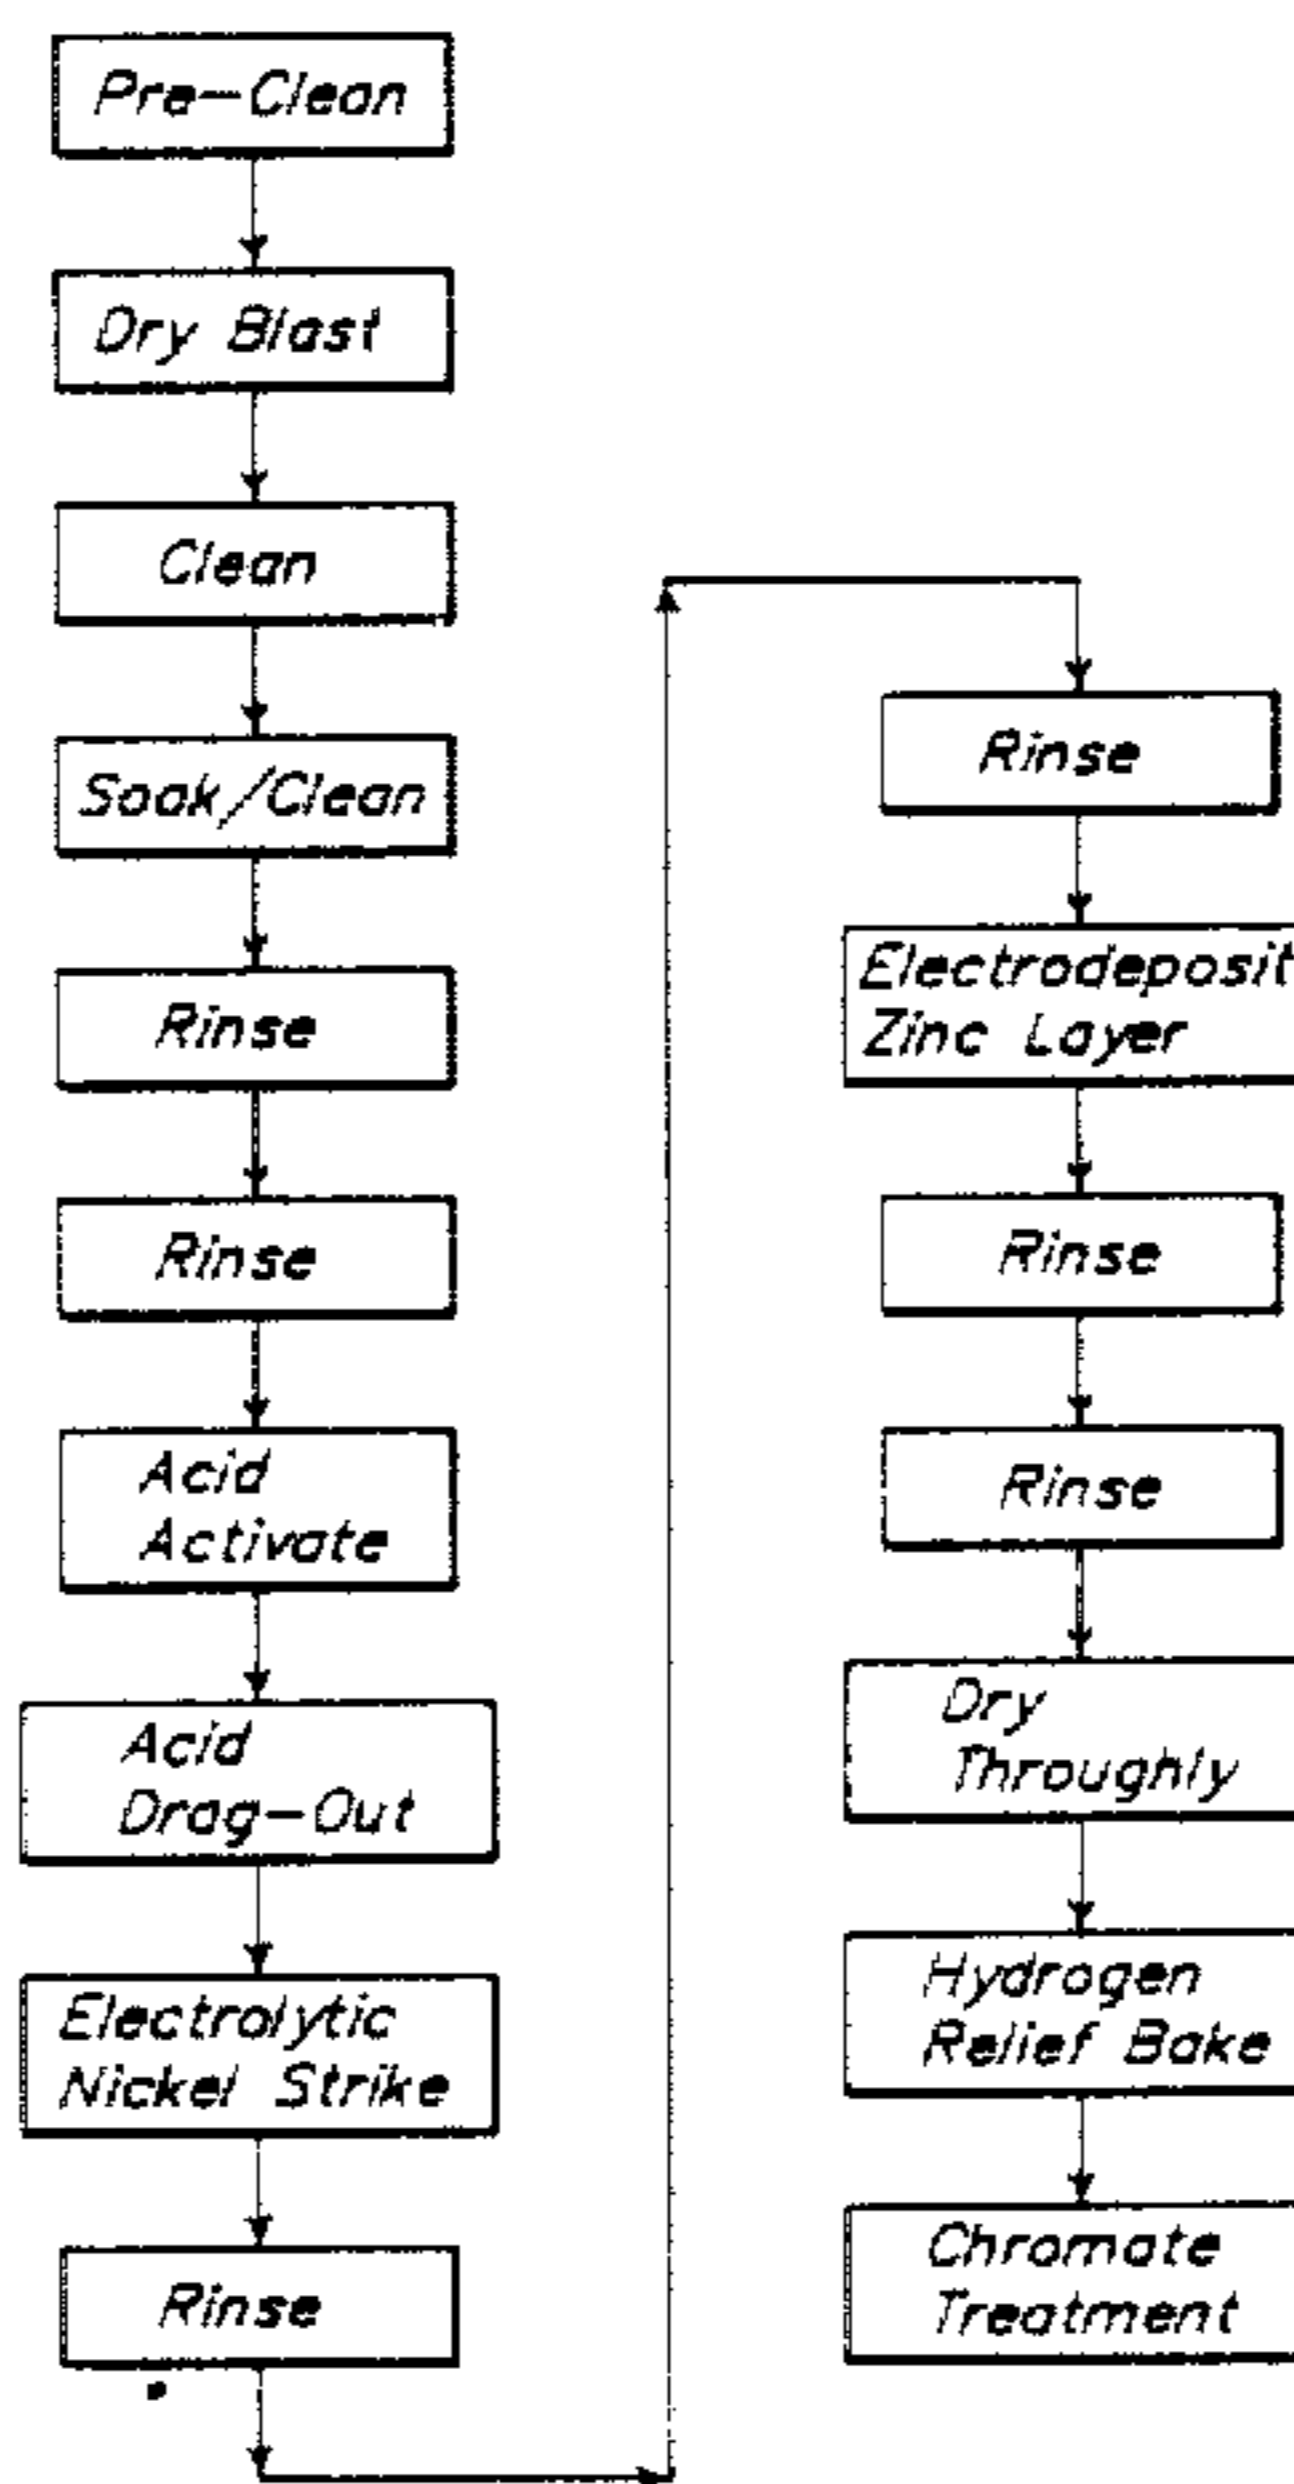 Pre-Clean
Dry Blast
Clean
Soak/Clean
Rinse
Rinse
Acid
Activate
Acid
Drag-Out
Electrolytic
Nickel Strike
Rinse
Rinse
Electrodeposit
Zinc Layer
Rinse
Rinse
Dry
Throughly
Hydrogen
Relief Bake
Chromate
Treatment